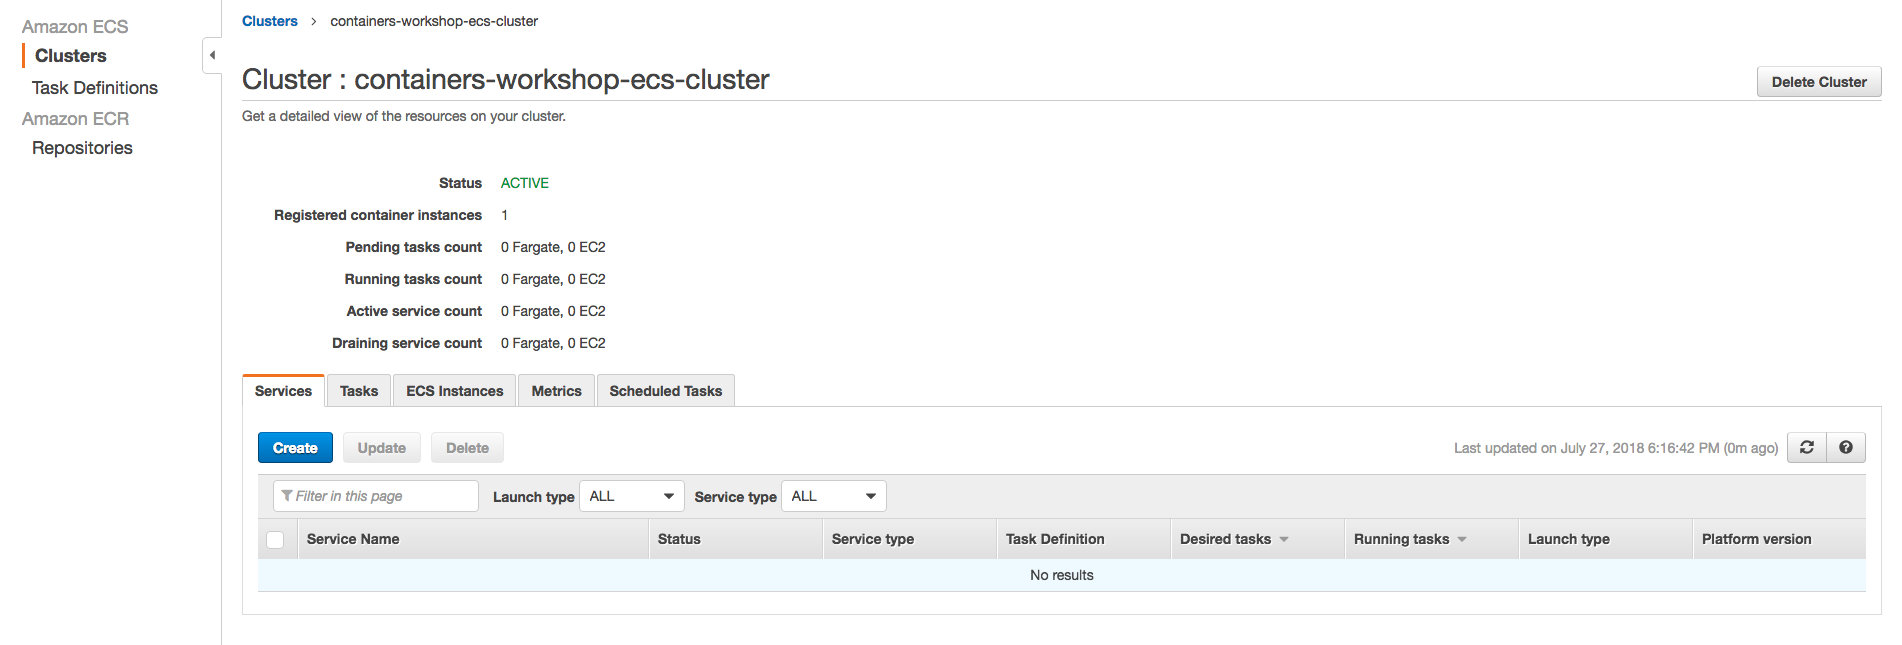 Amazon ECS
Clusters
Task Definitions
Amazon ECR
Repositories
Clusters > containers-workshop-ecs-cluster
Cluster : containers-workshop-ecs-cluster
Delete Cluster
Get a detailed view of the resources on your cluster.
Status ACTIVE
Registered container instances 1
Pending tasks count 0 Fargate, 0 EC2
Running tasks count 0 Fargate, 0 EC2
Active service count 0 Fargate, 0 EC2
Draining service count 0 Fargate, 0 EC2
Services Tasks ECS Instances Metrics Scheduled Tasks
Create Update Delete Last updated on July 27, 2018 6:16:42 PM (0m ago)
Filter in this page Launch type ALL Service type ALL
Service Name Status Service type Task Definition Desired tasks Running tasks Launch type Platform version
No results